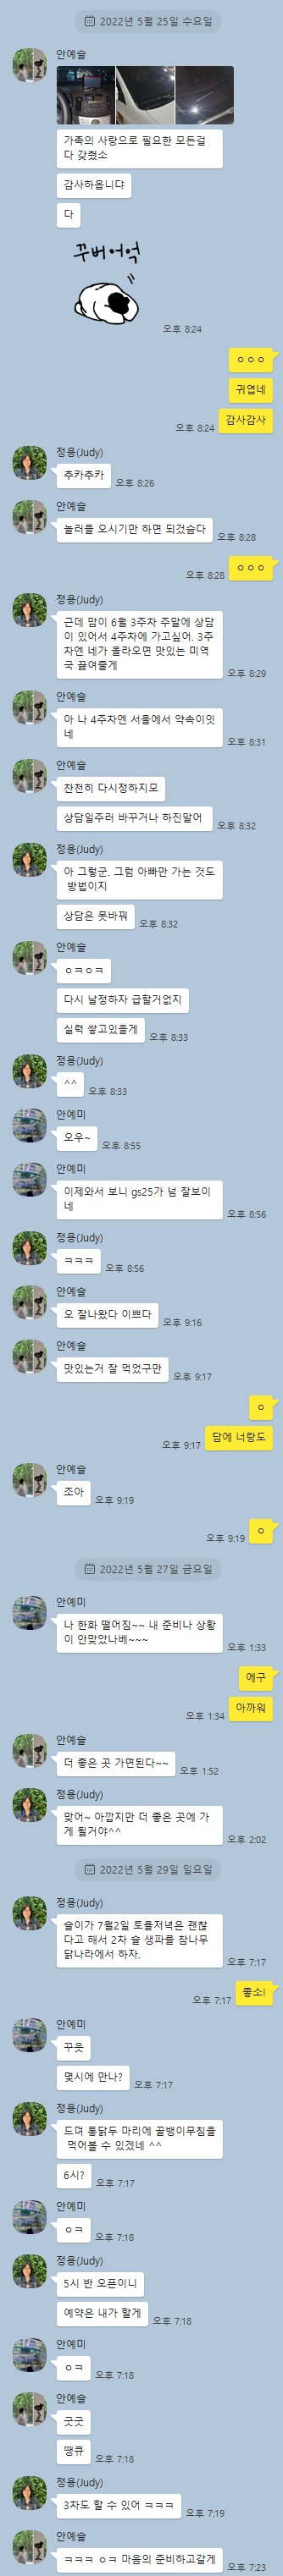 2022년 5월 25일 수요일
안예슬
가족의 사랑으로 필요한 모든걸
다 갖췄소
감사하옵니댜
다
꾸버어억
오후 8:24
ㅇㅇㅇ
귀엽네
감사감사
오후 8:24
정용(Judy)
추카추카
오후 8:26
안예슬
놀러들 오시기만 하면 되겄슴다
오후 8:28
ㅇㅇㅇ
오후 8:28
정용(Judy)
근데 맘이 6월 3주차 주말에 상담
이 있어서 4주차에 가고싶어. 3주
차엔 네가 올라오면 맛있는 미역
국 끓여줄게
오후 8:29
안예슬
아 나 4주차엔 서울에서 약속이잇
네
오후 8:31
안예슬
찬천히 다시정하지모
상담일주러 바꾸거나 하진말어
오후 8:32
정용(Judy)
아 그렇군. 그럼 아빠만 가는 것도
방법이지
상담은 못바꿔
오후 8:32
안예슬
ㅇㅋㅇㅋ
다시 날정하자 급할거없지
실력 쌓고있을게
오후 8:33
정용(Judy)
^^
오후 8:33
안예미
오우~
오후 8:55
안예미
이제와서 보니 gs25가 넘 잘보이
네
오후 8:56
정용(Judy)
ㅋㅋㅋ
오후 8:56
안예슬
오 잘나왔다 이쁘다
오후 9:16
안예슬
맛있는거 잘 먹었구만
오후 9:17
ㅇ
담에 너랑도
오후 9:17
안예슬
조아
오후 9:19
ㅇ
오후 9:19
2022년 5월 27일 금요일
안예미
나 한화 떨어짐~~ 내 준비나 상황
이 안맞았나베~~~
오후 1:33
에구
아까워
오후 1:34
안예슬
더 좋은 곳 가면된다~~
오후 1:52
정용(Judy)
맞어~ 아깝지만 더 좋은 곳에 가
게 될거야^^
오후 2:02
2022년 5월 29일 일요일
정용(Judy)
슬이가 7월2일 토욜저녁은 괜찮
다고 해서 2차 슬 생파를 참나무
닭나라에서 하자.
오후 7:17
좋소!
오후 7:17
안예미
꾸웃
몇시에 만나?
오후 7:17
정용(Judy)
드뎌 통닭두 마리에 골뱅이무침을
먹어볼 수 있겠네 ^^
6시?
오후 7:17
안예미
ㅇㅋ
오후 7:18
정용(Judy)
5시 반 오픈이니
예약은 내가 할게
오후 7:18
안예미
ㅇㅋ
오후 7:18
안예슬
굿굿
땡큐
오후 7:18
정용(Judy)
3차도 할 수 있어 ㅋㅋㅋ
오후 7:19
안예슬
ㅋㅋㅋ ㅇㅋ 마음의 준비하고갈게
오후 7:23